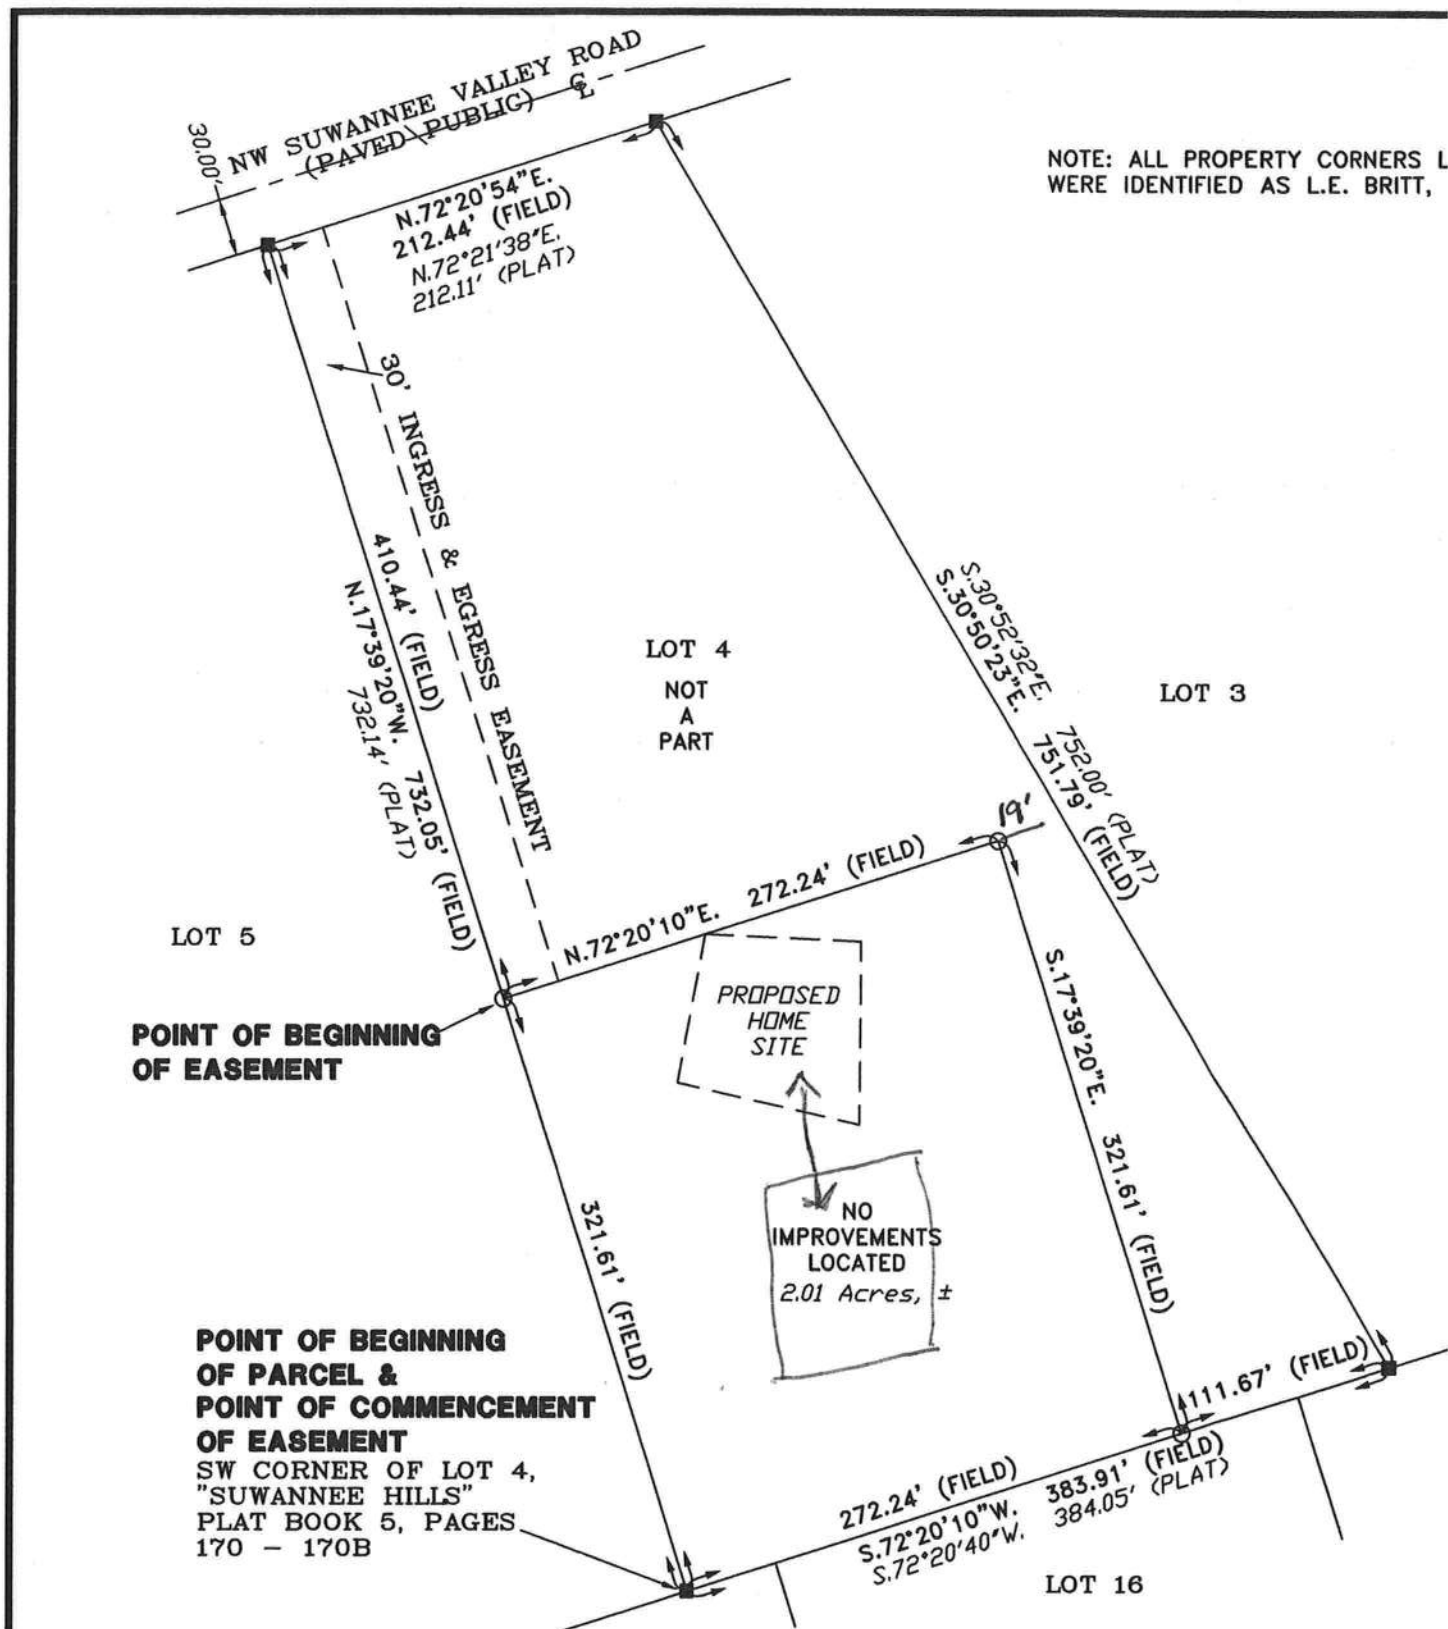 NW SUWANNEE VALLEY ROAD
(PAVED\PUBLIC) ℄
30.00'
NOTE: ALL PROPERTY CORNERS L
WERE IDENTIFIED AS L.E. BRITT,
N.72°20'54"E.
212.44' (FIELD)
N.72°21'38"E.
212.11' (PLAT)
30' INGRESS & EGRESS EASEMENT
410.44' (FIELD)
N.17°39'20"W. 732.05' (FIELD)
732.14' (PLAT)
LOT 4
NOT
A
PART
S.30°52'32"E. 752.00' (PLAT)
S.30°50'23"E. 751.79' (FIELD)
LOT 3
19'
N.72°20'10"E. 272.24' (FIELD)
LOT 5
POINT OF BEGINNING
OF EASEMENT
PROPOSED
HOME
SITE
S.17°39'20"E. 321.61' (FIELD)
321.61' (FIELD)
NO
IMPROVEMENTS
LOCATED
2.01 Acres, ±
POINT OF BEGINNING
OF PARCEL &
POINT OF COMMENCEMENT
OF EASEMENT
SW CORNER OF LOT 4,
"SUWANNEE HILLS"
PLAT BOOK 5, PAGES
170 - 170B
111.67' (FIELD)
272.24' (FIELD)
S.72°20'10"W. 383.91' (FIELD)
S.72°20'40"W. 384.05' (PLAT)
LOT 16